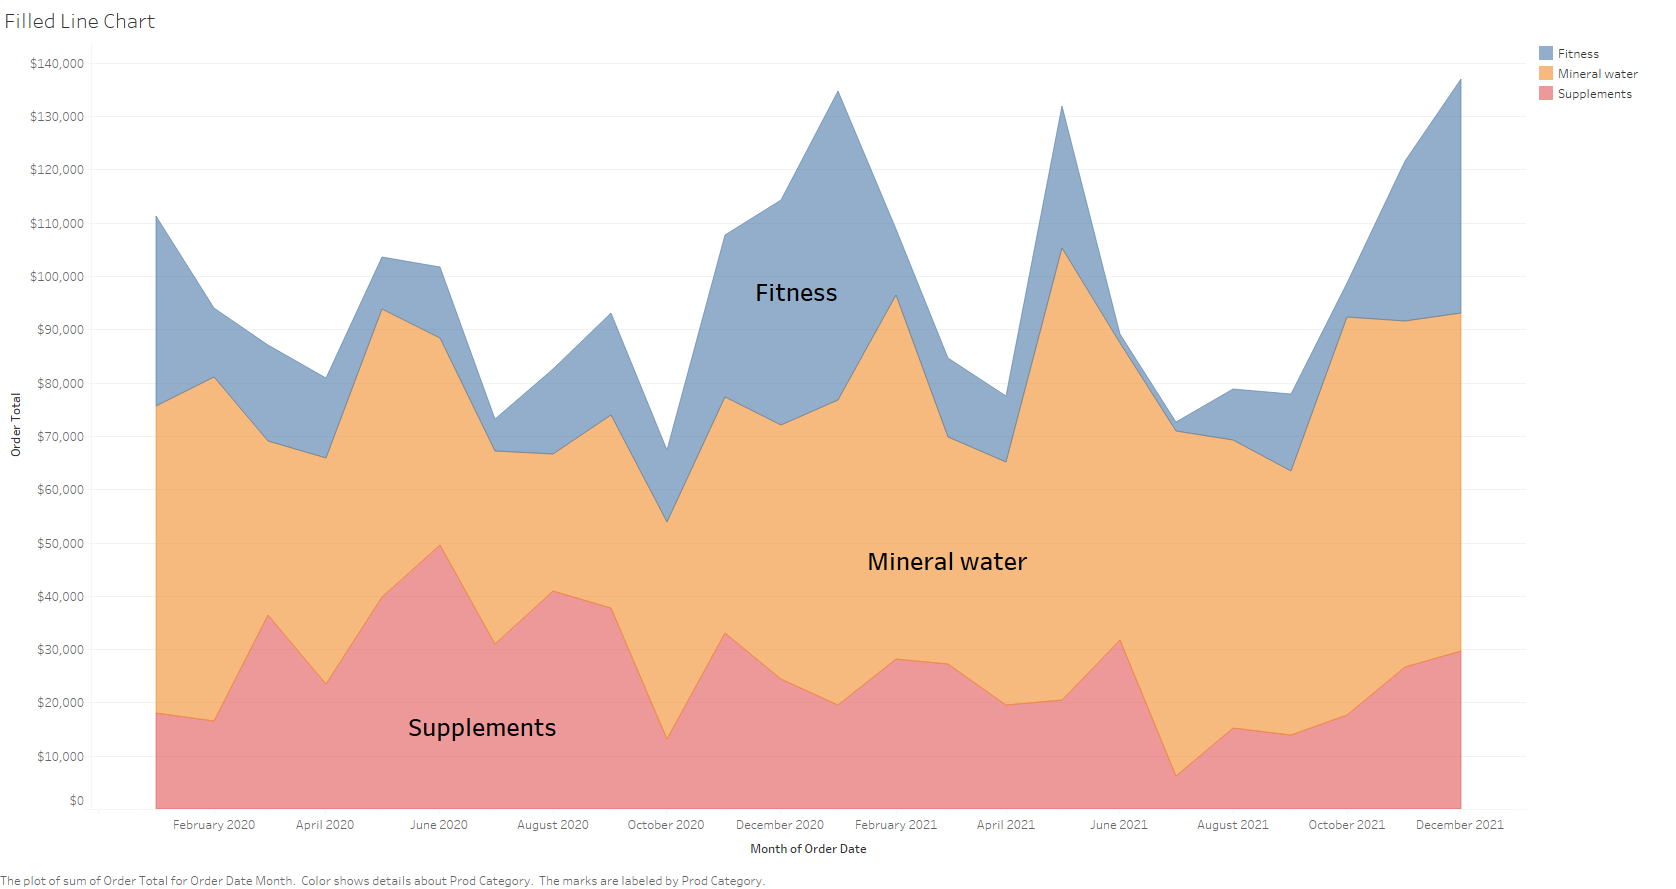 Filled Line Chart
Fitness
Mineral water
Supplements
$140,000
$130,000
$120,000
$110,000
$100,000
$90,000
$80,000
$70,000
$60,000
$50,000
$40,000
$30,000
$20,000
$10,000
$0
Order Total
Fitness
Mineral water
Supplements
February 2020
April 2020
June 2020
August 2020
October 2020
December 2020
February 2021
April 2021
June 2021
August 2021
October 2021
December 2021
Month of Order Date
The plot of sum of Order Total for Order Date Month.  Color shows details about Prod Category.  The marks are labeled by Prod Category.